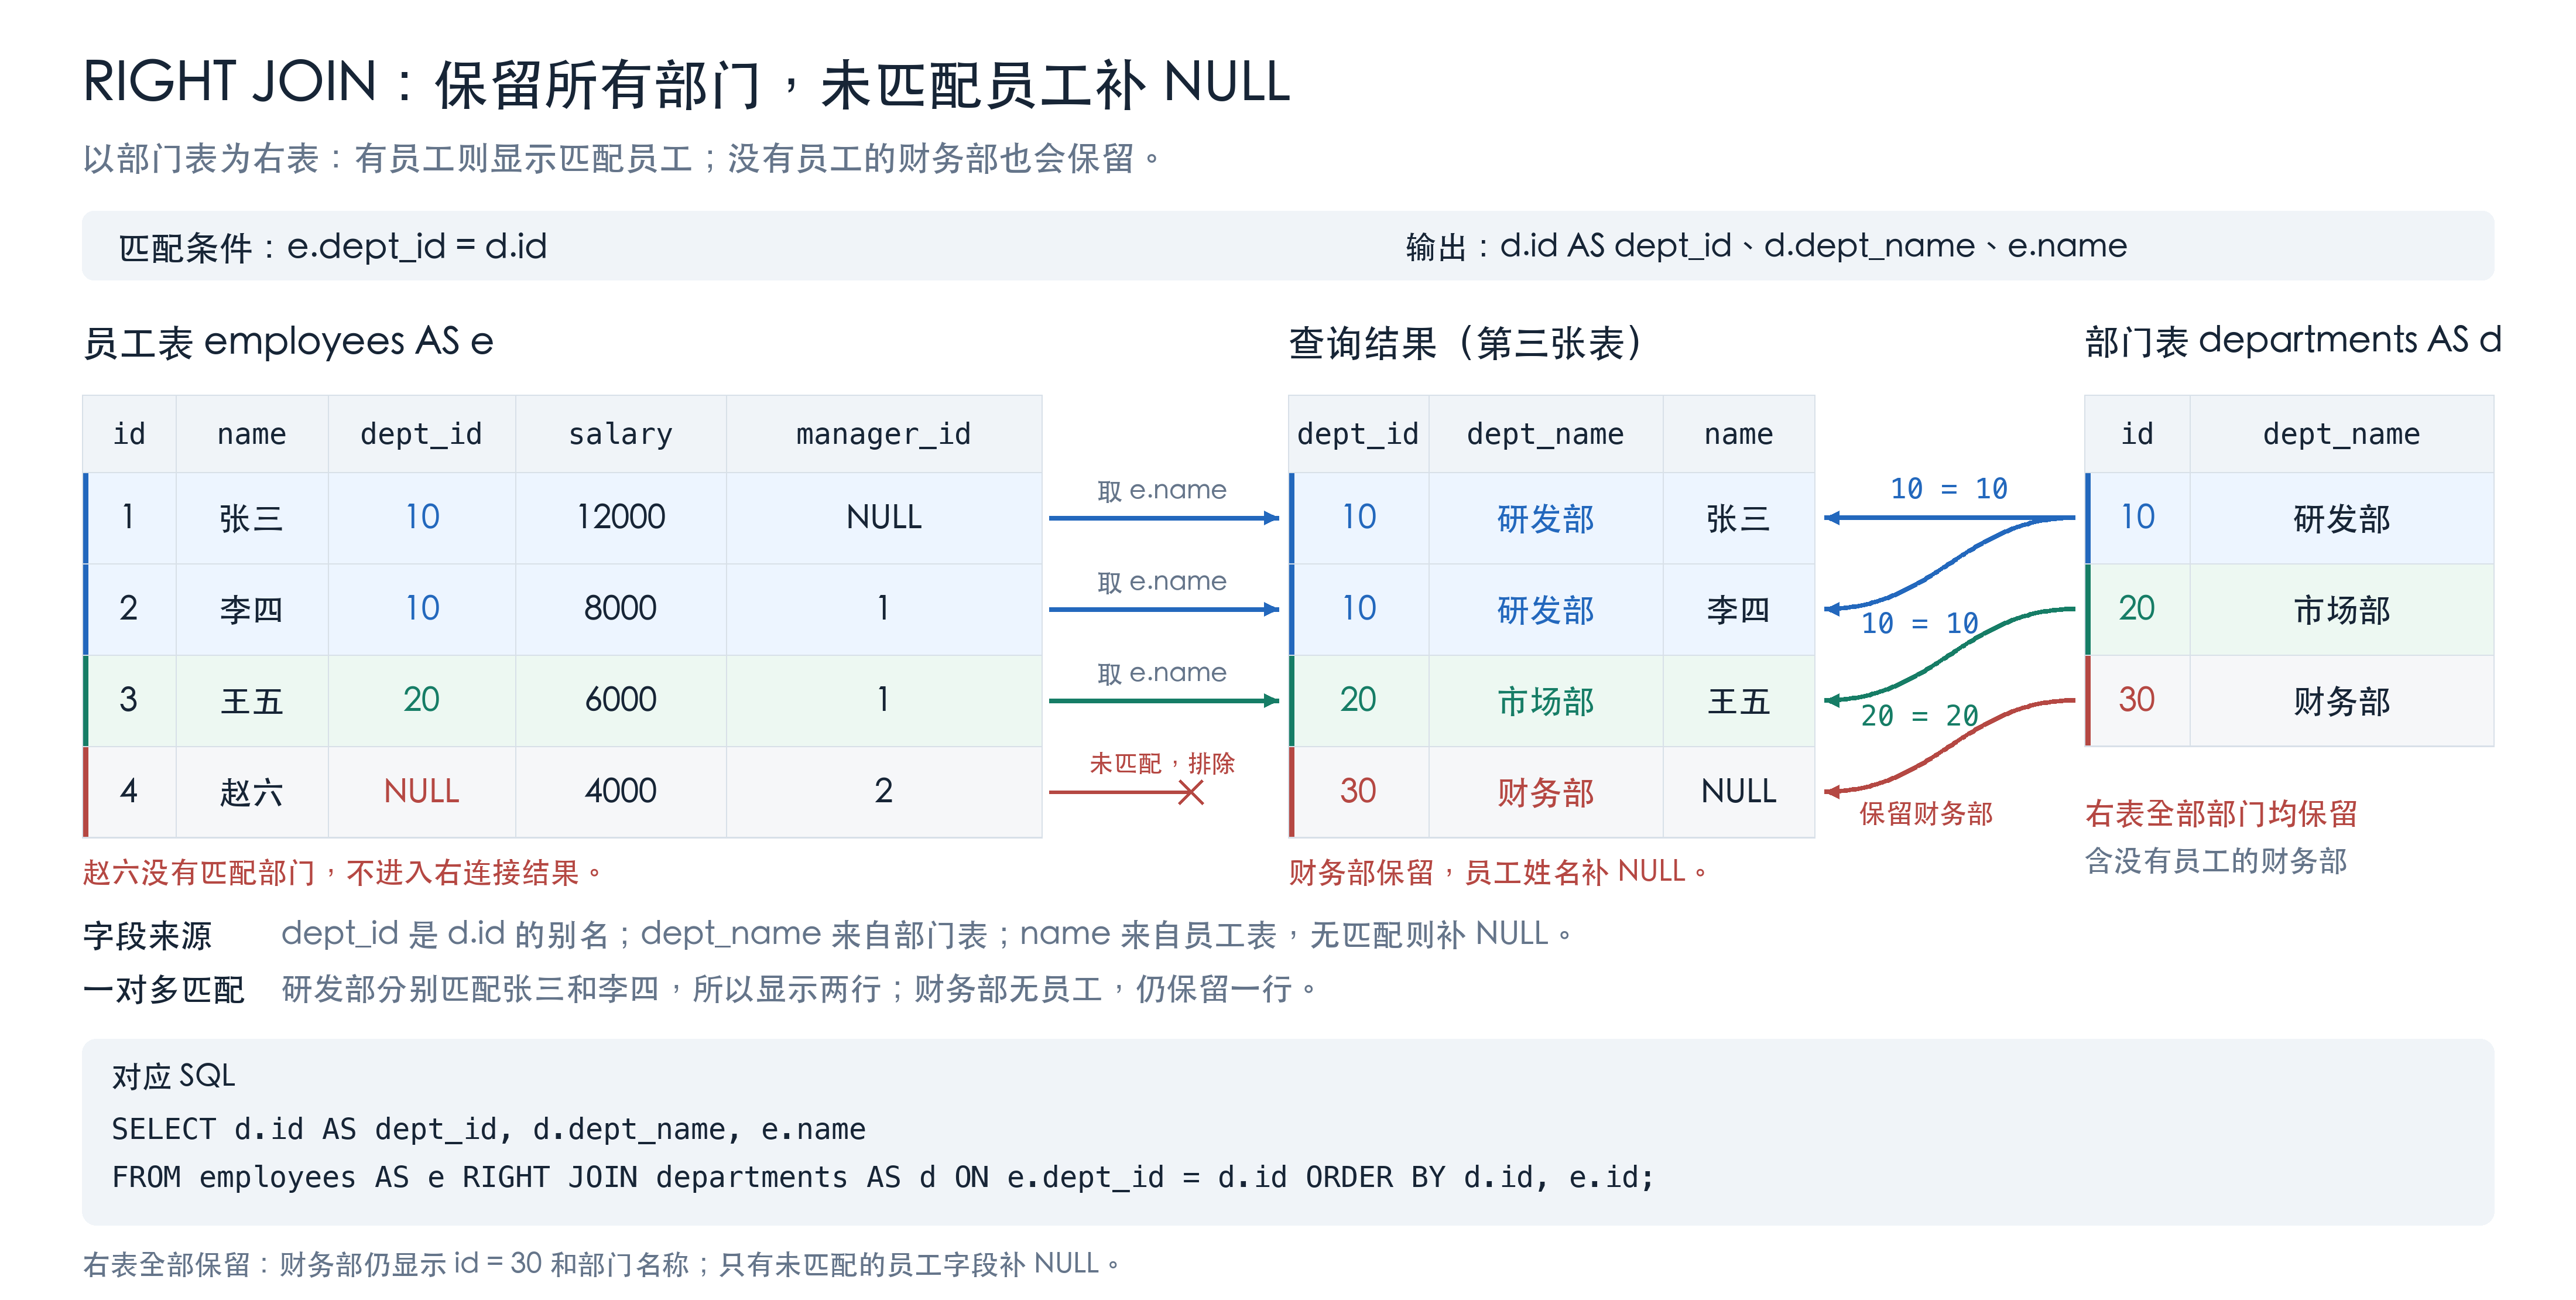 RIGHT JOIN：保留所有部门，未匹配员工补 NULL
以部门表为右表：有员工则显示匹配员工；没有员工的财务部也会保留。
匹配条件：e.dept_id = d.id
输出：d.id AS dept_id、d.dept_name、e.name
员工表 employees AS e
id name dept_id salary manager_id
1 张三 10 12000 NULL
2 李四 10 8000 1
3 王五 20 6000 1
4 赵六 NULL 4000 2
赵六没有匹配部门，不进入右连接结果。
取 e.name
取 e.name
取 e.name
未匹配，排除
查询结果（第三张表）
dept_id dept_name name
10 研发部 张三
10 研发部 李四
20 市场部 王五
30 财务部 NULL
财务部保留，员工姓名补 NULL。
10 = 10
10 = 10
20 = 20
保留财务部
部门表 departments AS d
id dept_name
10 研发部
20 市场部
30 财务部
右表全部部门均保留
含没有员工的财务部
字段来源 dept_id 是 d.id 的别名；dept_name 来自部门表；name 来自员工表，无匹配则补 NULL。
一对多匹配 研发部分别匹配张三和李四，所以显示两行；财务部无员工，仍保留一行。
对应 SQL
SELECT d.id AS dept_id, d.dept_name, e.name
FROM employees AS e RIGHT JOIN departments AS d ON e.dept_id = d.id ORDER BY d.id, e.id;
右表全部保留：财务部仍显示 id = 30 和部门名称；只有未匹配的员工字段补 NULL。